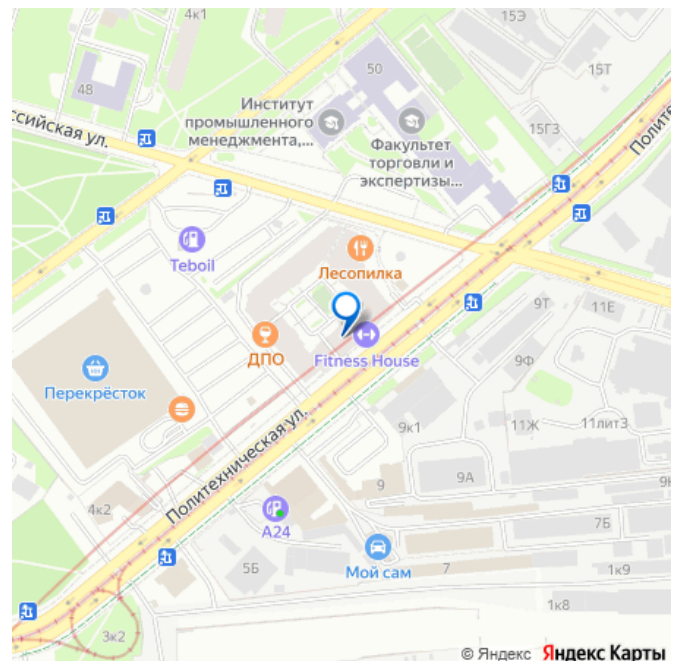 4к1
15Э
48
50
15Т
Институт
промышленного
менеджмента,...
ссийская ул.
Факультет
торговли и
экспертизы...
15Г3
Полите
Teboil
Лесопилка
ДПО
Fitness House
9Т
11Е
Перекрёсток
9Ф
9к1
11Ж
11лит3
Политехническая ул.
9А
9
4к2
А24
7Б
5Б
Мой сам
7
1к9
1к8
3к2
© Яндекс Яндекс Карты